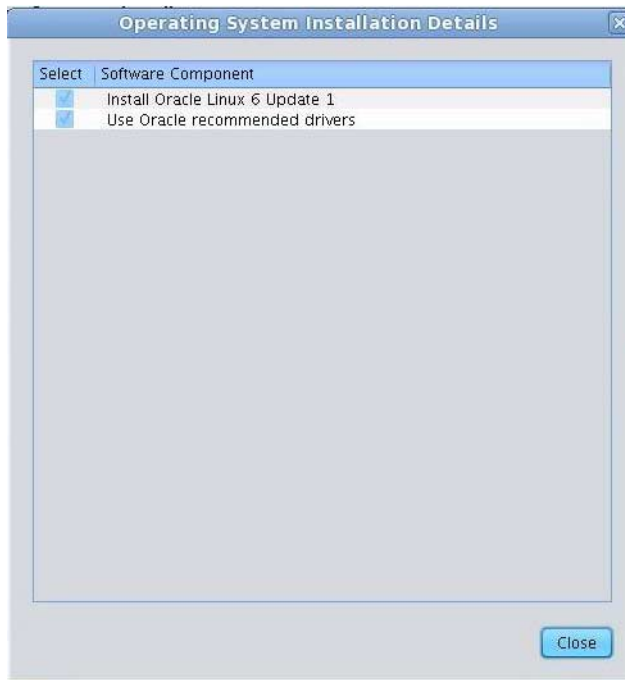 Operating System Installation Details
Select Software Component
Install Oracle Linux 6 Update 1
Use Oracle recommended drivers
Close